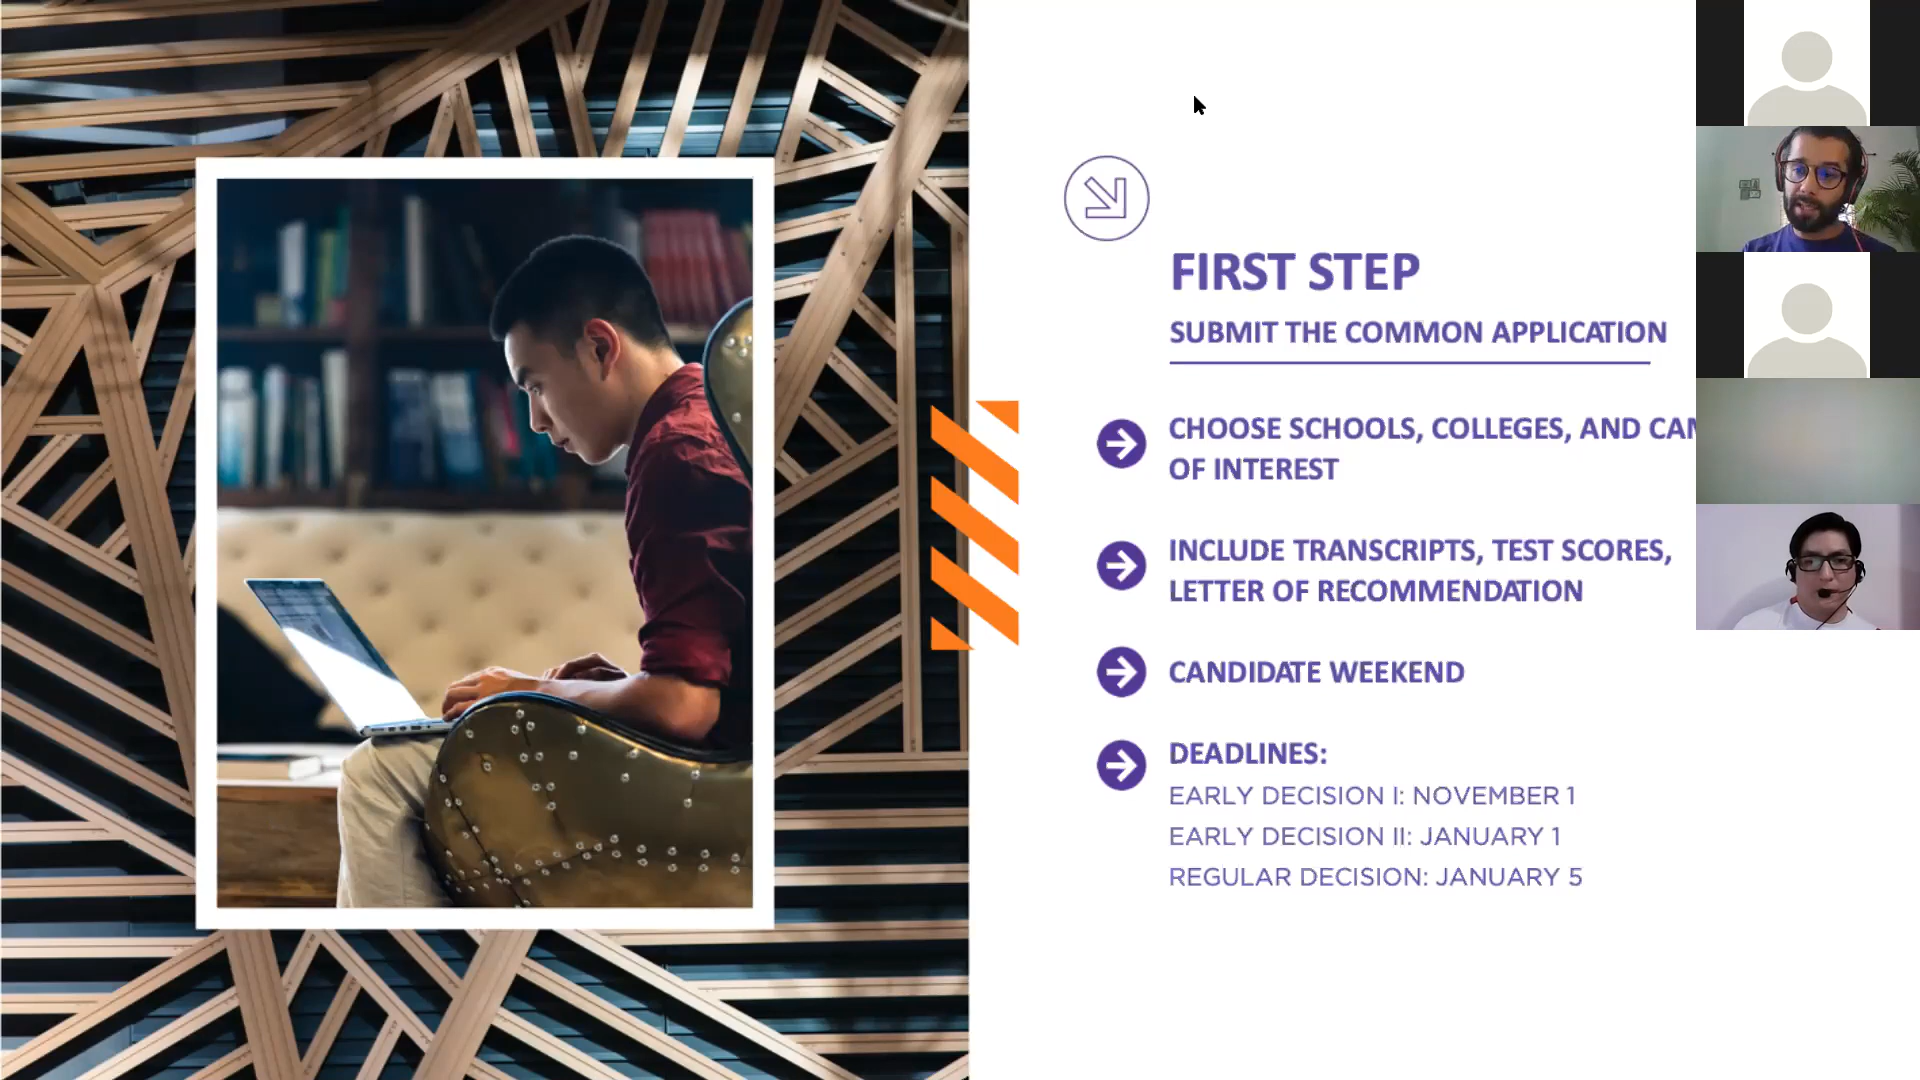 FIRST STEP
SUBMIT THE COMMON APPLICATION
CHOOSE SCHOOLS, COLLEGES, AND
OF INTEREST
INCLUDE TRANSCRIPTS, TEST SCORES,
LETTER OF RECOMMENDATION
CANDIDATE WEEKEND
DEADLINES:
EARLY DECISION I: NOVEMBER 1
EARLY DECISION II: JANUARY 1
REGULAR DECISION: JANUARY 5